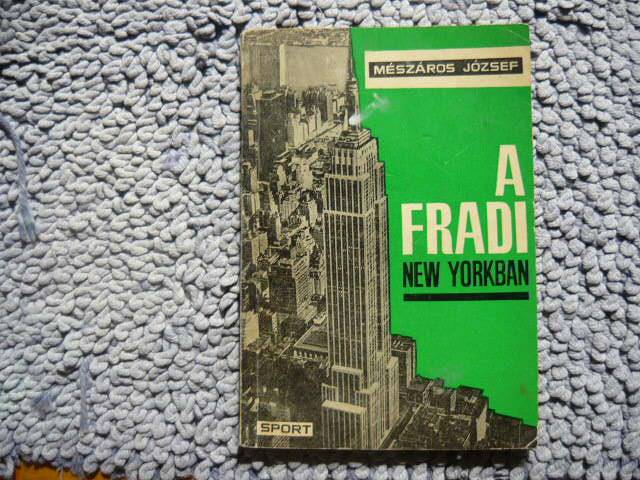 MÉSZÁROS JÓZSEF
A
FRADI
NEW YORKBAN
SPORT